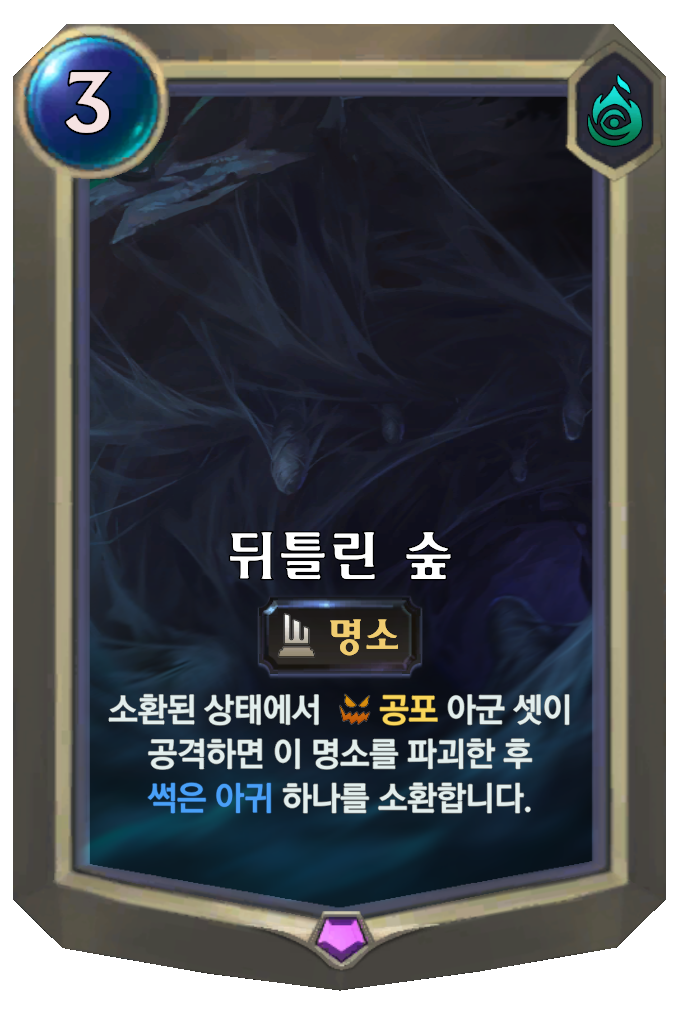 3
뒤틀린 숲
명소
소환된 상태에서 공포 아군 셋이
공격하면 이 명소를 파괴한 후
썩은 아귀 하나를 소환합니다.